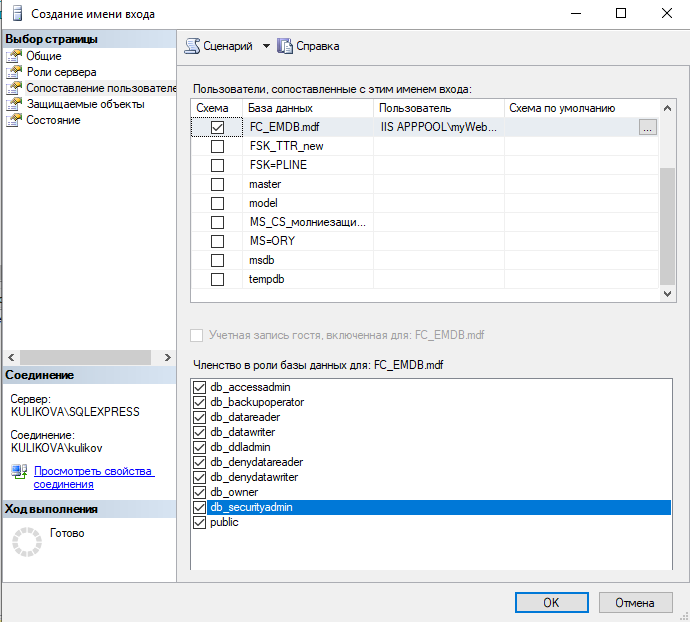 Создание имени входа
Выбор страницы
Общие
Роли сервера
Сопоставление пользователе
Защищаемые объекты
Состояние
Сценарий
Справка
Пользователи, сопоставленные с этим именем входа:
Схема База данных Пользователь Схема по умолчанию
FC_EMDB.mdf IIS APPPOOL\myWeb... ...
FSK_TTR_new
FSK=PLINE
master
model
MS_CS_молниезащи...
MS=ORY
msdb
tempdb
Учетная запись гостя, включенная для: FC_EMDB.mdf
Членство в роли базы данных для: FC_EMDB.mdf
db_accessadmin
db_backupoperator
db_datareader
db_datawriter
db_ddladmin
db_denydatareader
db_denydatawriter
db_owner
db_securityadmin
public
Соединение
Сервер:
KULIKOVA\SQLEXPRESS
Соединение:
KULIKOVA\kulikov
Просмотреть свойства
соединения
Ход выполнения
Готово
OK
Отмена